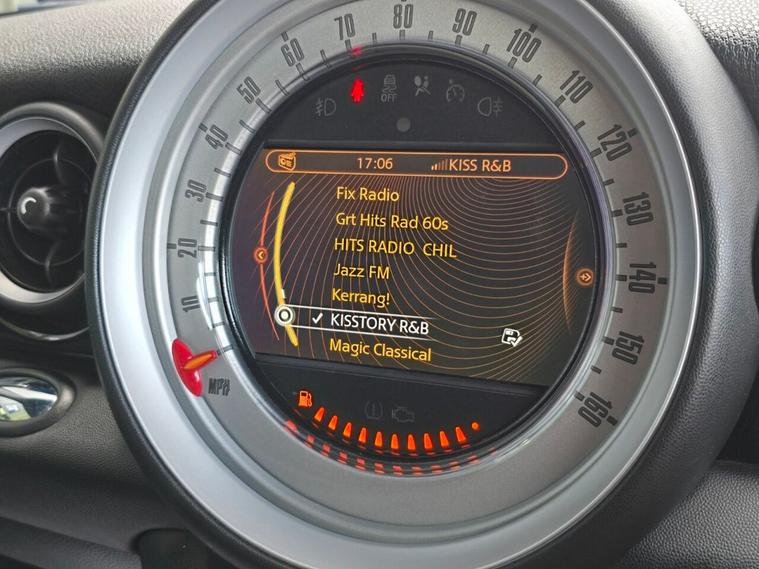 10
20
30
40
50
60
70
80
90
100
110
120
130
140
150
160
MPH
OFF
17:06 KISS R&B
Fix Radio
Grt Hits Rad 60s
HITS RADIO CHIL
Jazz FM
Kerrang!
KISSTORY R&B
Magic Classical